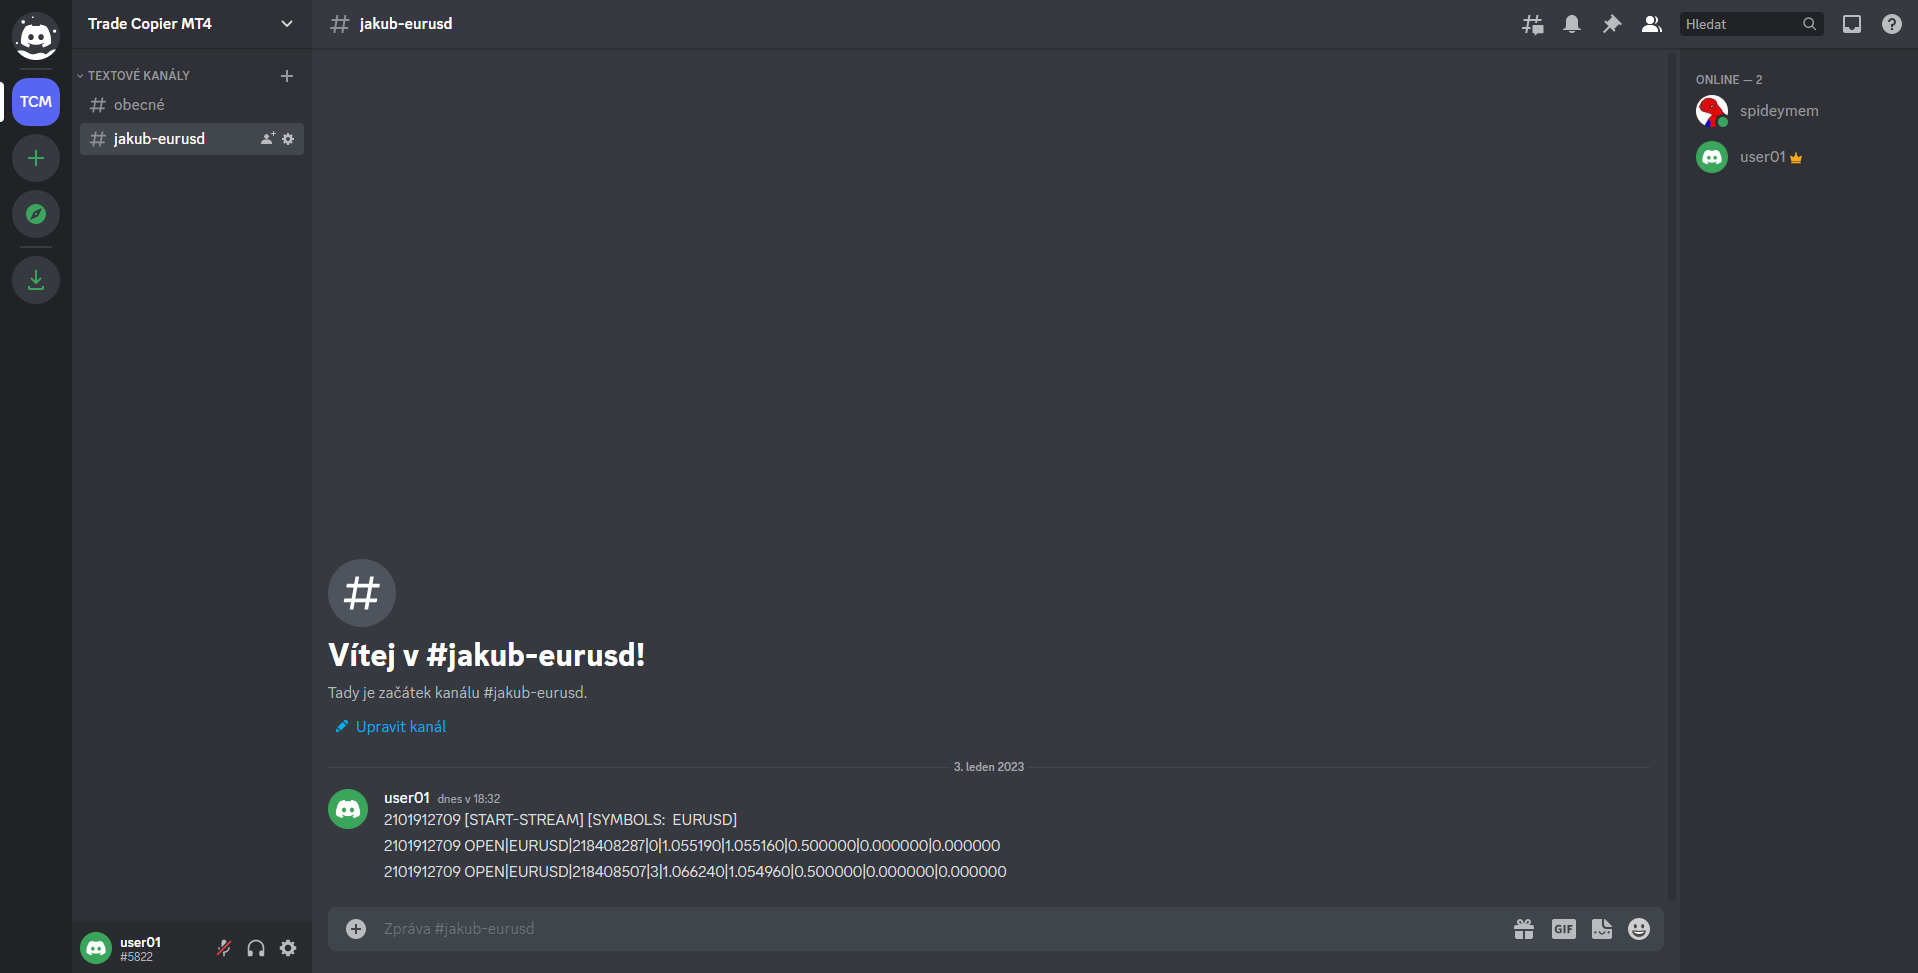 Trade Copier MT4
jakub-eurusd
Hledat
TCM
TEXTOVÉ KANÁLY
obecné
jakub-eurusd
ONLINE — 2
spideymem
user01
Vítej v #jakub-eurusd!
Tady je začátek kanálu #jakub-eurusd.
Upravit kanál
3. leden 2023
user01 dnes v 18:32
2101912709 [START-STREAM] [SYMBOLS:  EURUSD]
2101912709 OPEN|EURUSD|218408287|0|1.055190|1.055160|0.500000|0.000000|0.000000
2101912709 OPEN|EURUSD|218408507|3|1.066240|1.054960|0.500000|0.000000|0.000000
Zpráva #jakub-eurusd
GIF
user01
#5822